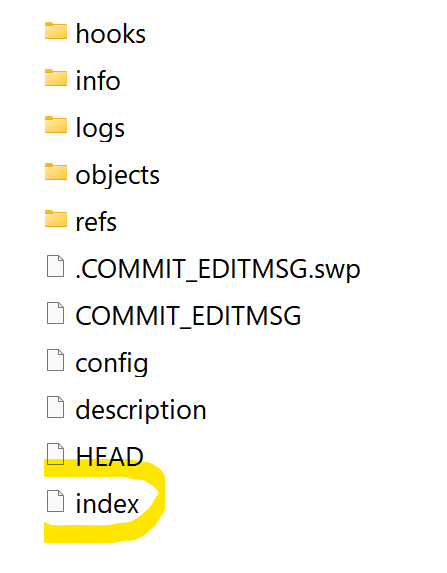 hooks
info
logs
objects
refs
.COMMIT_EDITMSG.swp
COMMIT_EDITMSG
config
description
HEAD
index